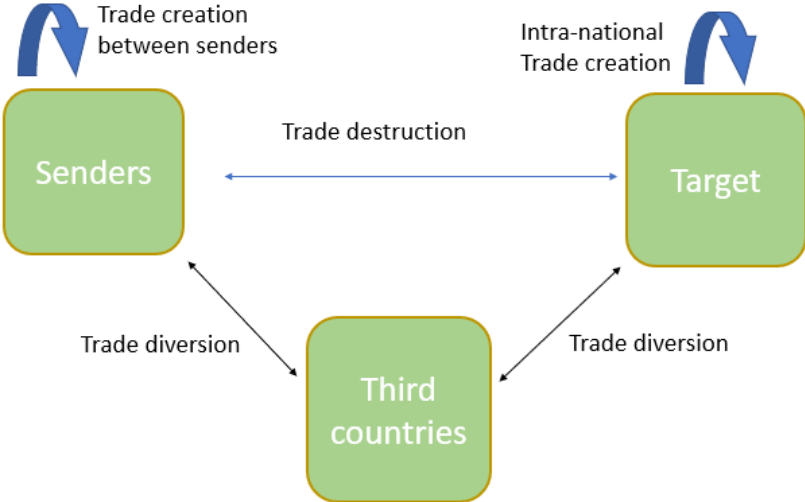 Trade creation
between senders
Intra-national
Trade creation
Trade destruction
Senders
Target
Trade diversion
Trade diversion
Third
countries